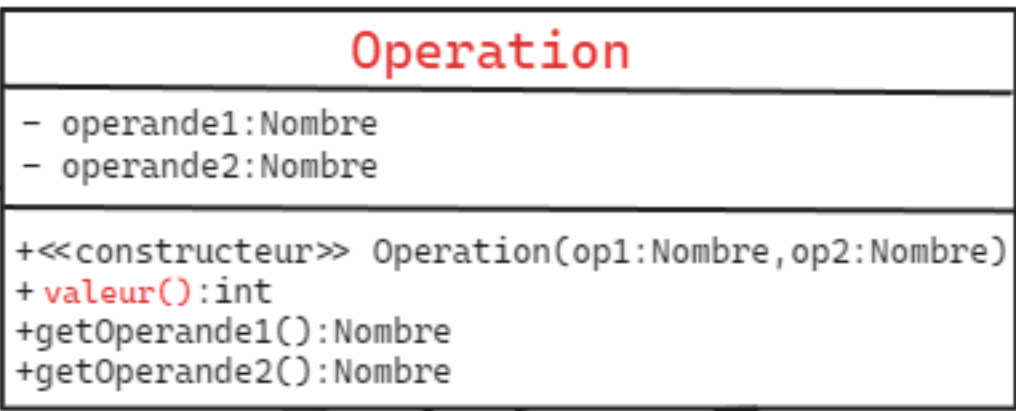 Operation
- operande1:Nombre
- operande2:Nombre
+≪constructeur≫ Operation(op1:Nombre,op2:Nombre)
+ valeur():int
+getOperande1():Nombre
+getOperande2():Nombre